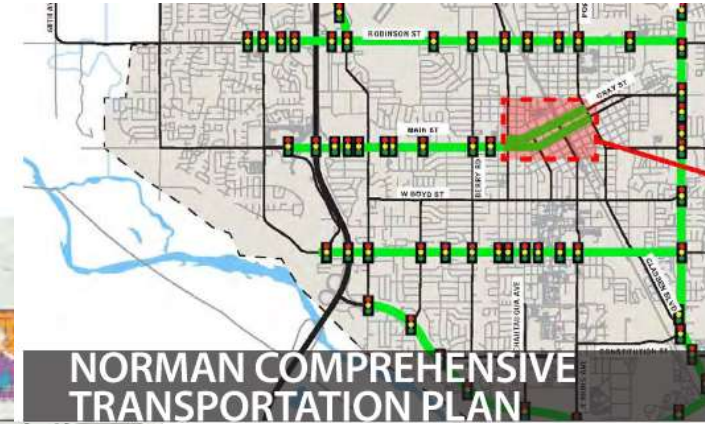 ROBINSON ST
GRAY ST
MAIN ST
BERRY RD
W BOYD ST
CLASSEN BLVD
CHAUTAUQUA AVE
CONSTITUTION ST
NORMAN COMPREHENSIVE
TRANSPORTATION PLAN